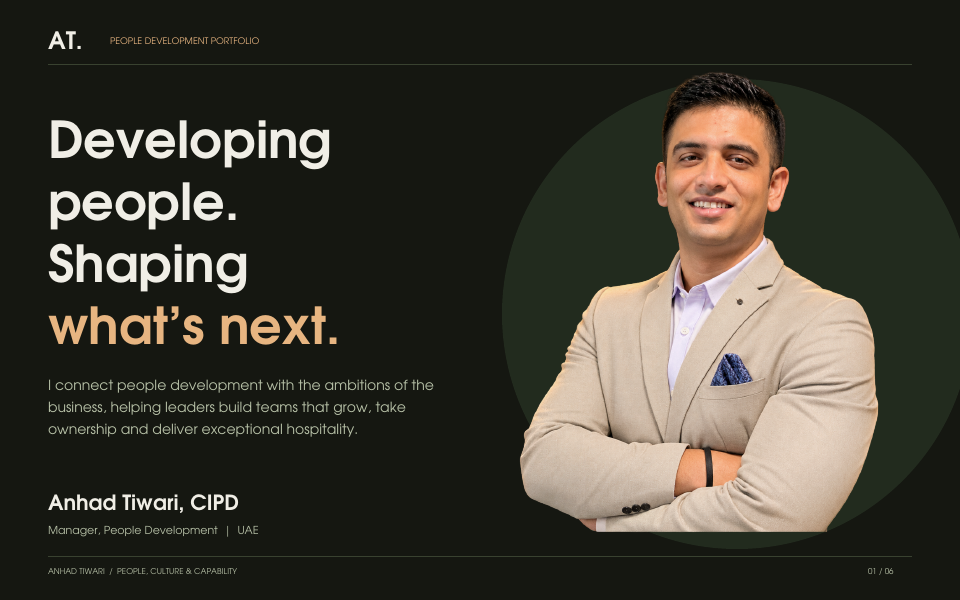 AT.
PEOPLE DEVELOPMENT PORTFOLIO
Developing
people.
Shaping
what’s next.
I connect people development with the ambitions of the
business, helping leaders build teams that grow, take
ownership and deliver exceptional hospitality.
Anhad Tiwari, CIPD
Manager, People Development | UAE
ANHAD TIWARI / PEOPLE, CULTURE & CAPABILITY
01 / 06